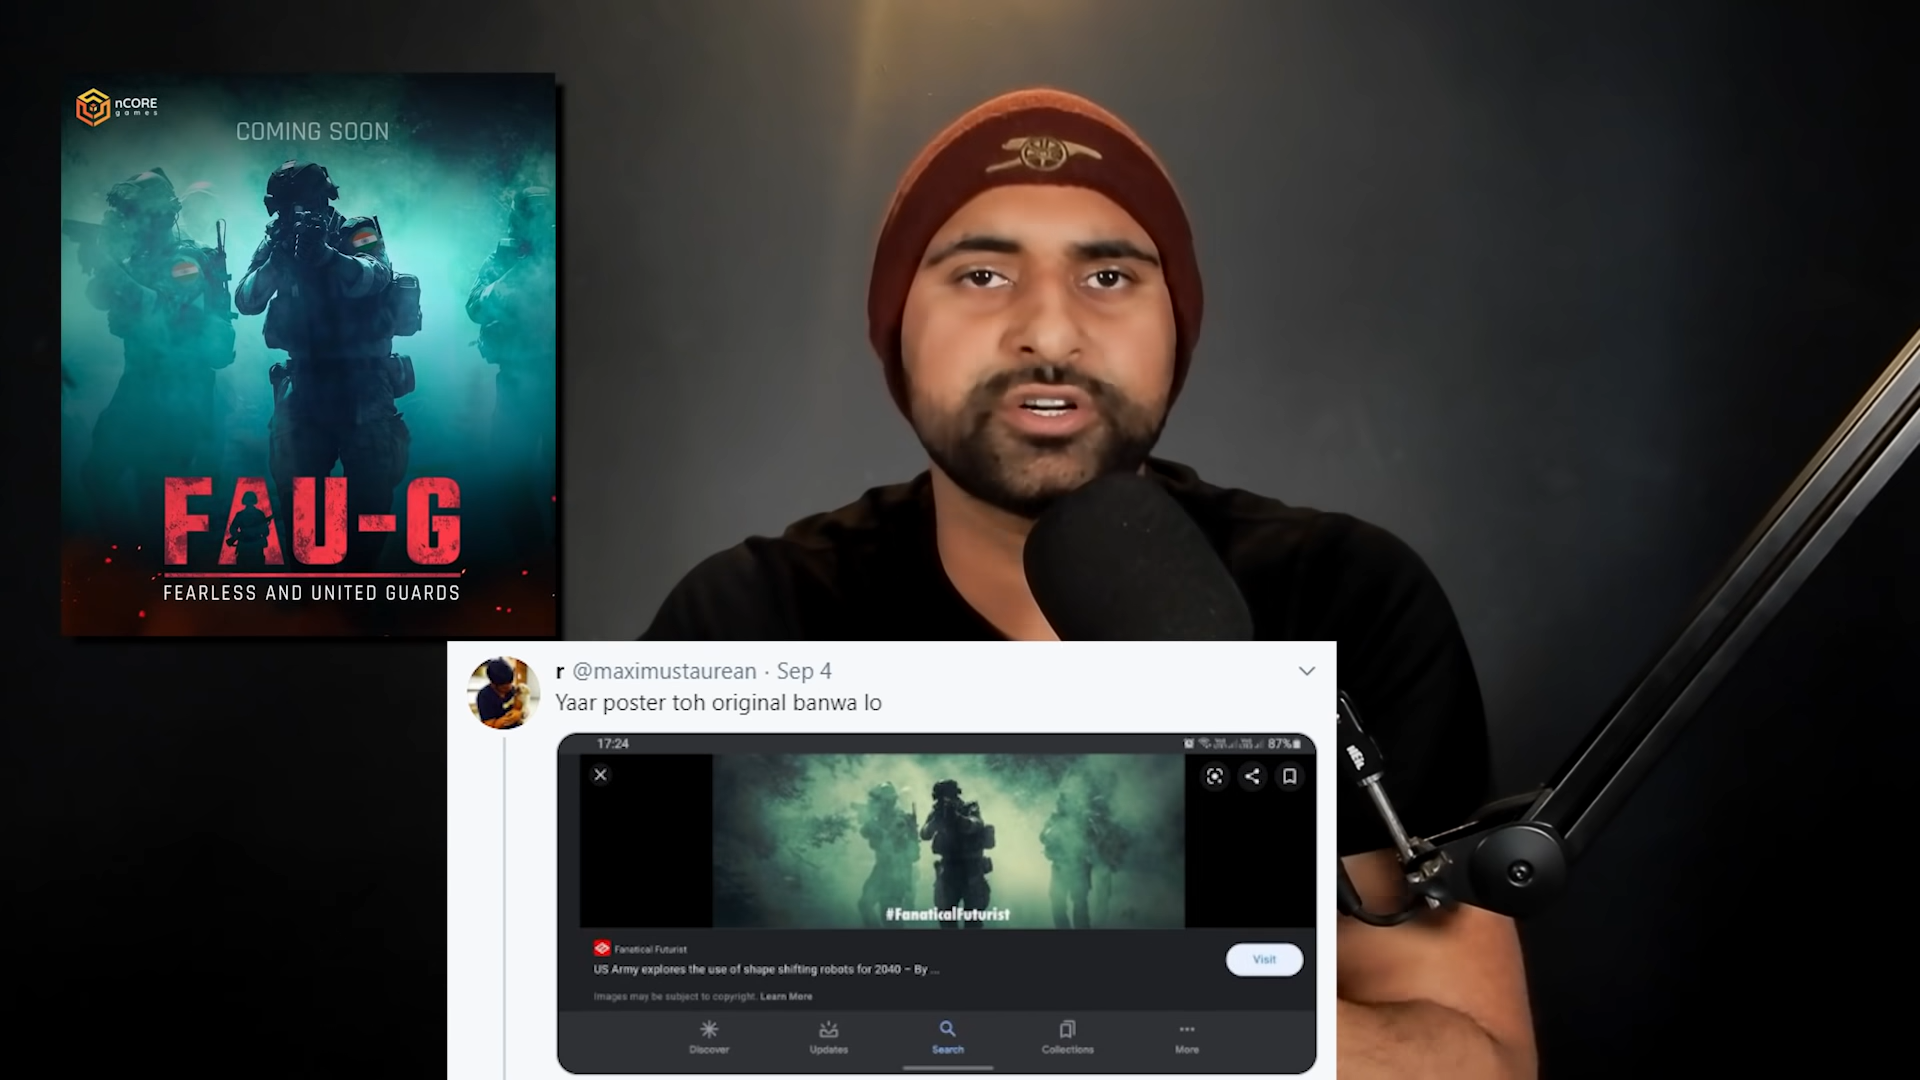 nCORE
games
COMING SOON
FAU-G
FEARLESS AND UNITED GUARDS
r @maximustaurean · Sep 4
Yaar poster toh original banwa lo
17:24
87%
#FanaticalFuturist
Fanatical Futurist
US Army explores the use of shape shifting robots for 2040 – By ...
Visit
Images may be subject to copyright. Learn More
Discover
Updates
Search
Collections
More